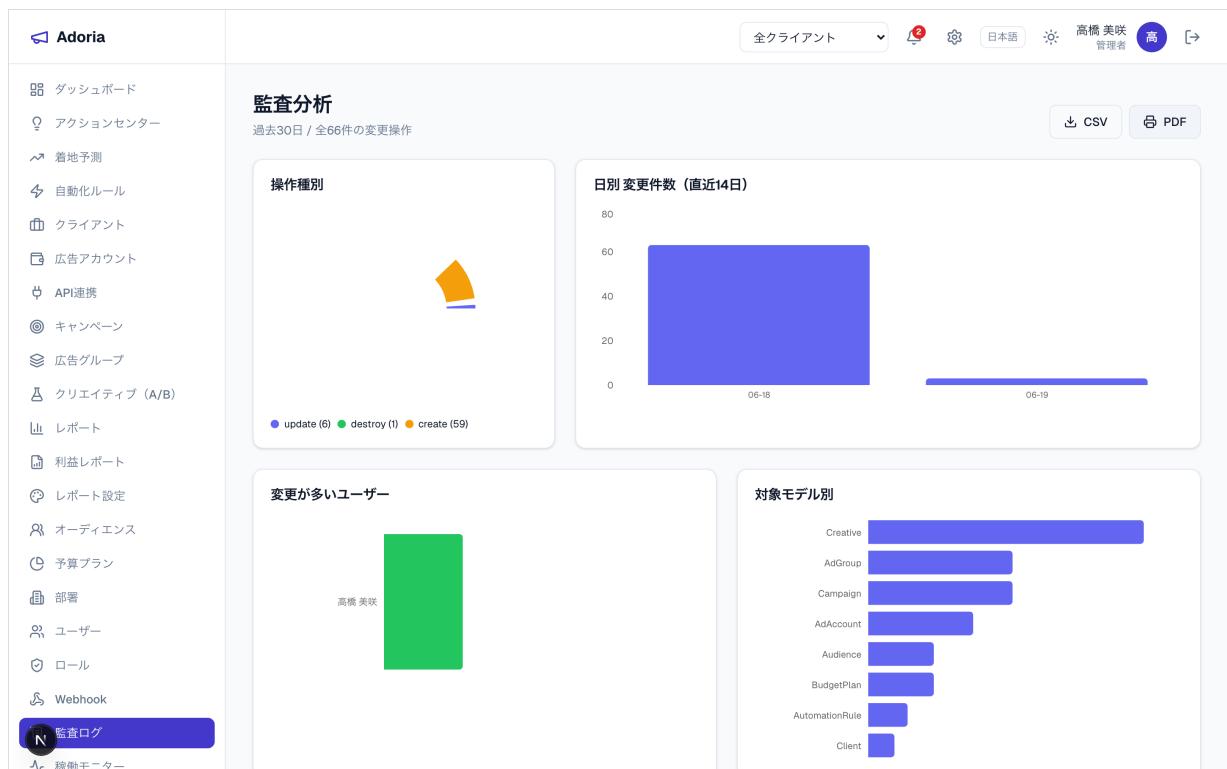 Adoria
全クライアント
2
日本語
高橋 美咲
管理者
高
ダッシュボード
アクションセンター
着地予測
自動化ルール
クライアント
広告アカウント
API連携
キャンペーン
広告グループ
クリエイティブ（A/B）
レポート
利益レポート
レポート設定
オーディエンス
予算プラン
部署
ユーザー
ロール
Webhook
監査ログ
N
稼働モニター
監査分析
過去30日 / 全66件の変更操作
CSV
PDF
操作種別
update (6)
destroy (1)
create (59)
日別 変更件数（直近14日）
80
60
40
20
0
06-18
06-19
変更が多いユーザー
高橋 美咲
対象モデル別
Creative
AdGroup
Campaign
AdAccount
Audience
BudgetPlan
AutomationRule
Client